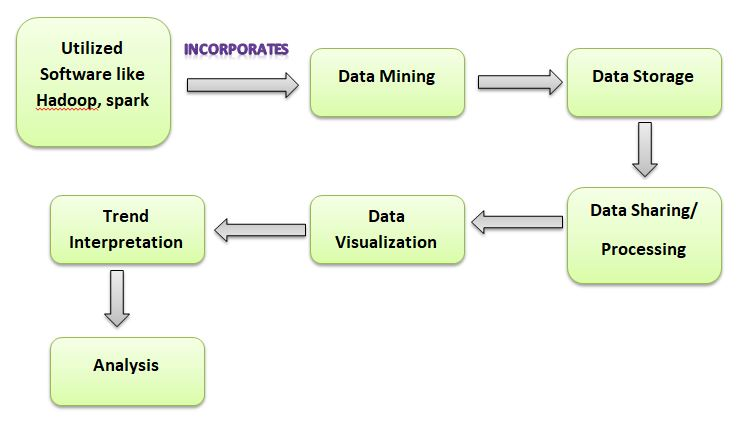 Utilized
Software like
Hadoop, spark
INCORPORATES
Data Mining
Data Storage
Data Sharing/
Processing
Data
Visualization
Trend
Interpretation
Analysis